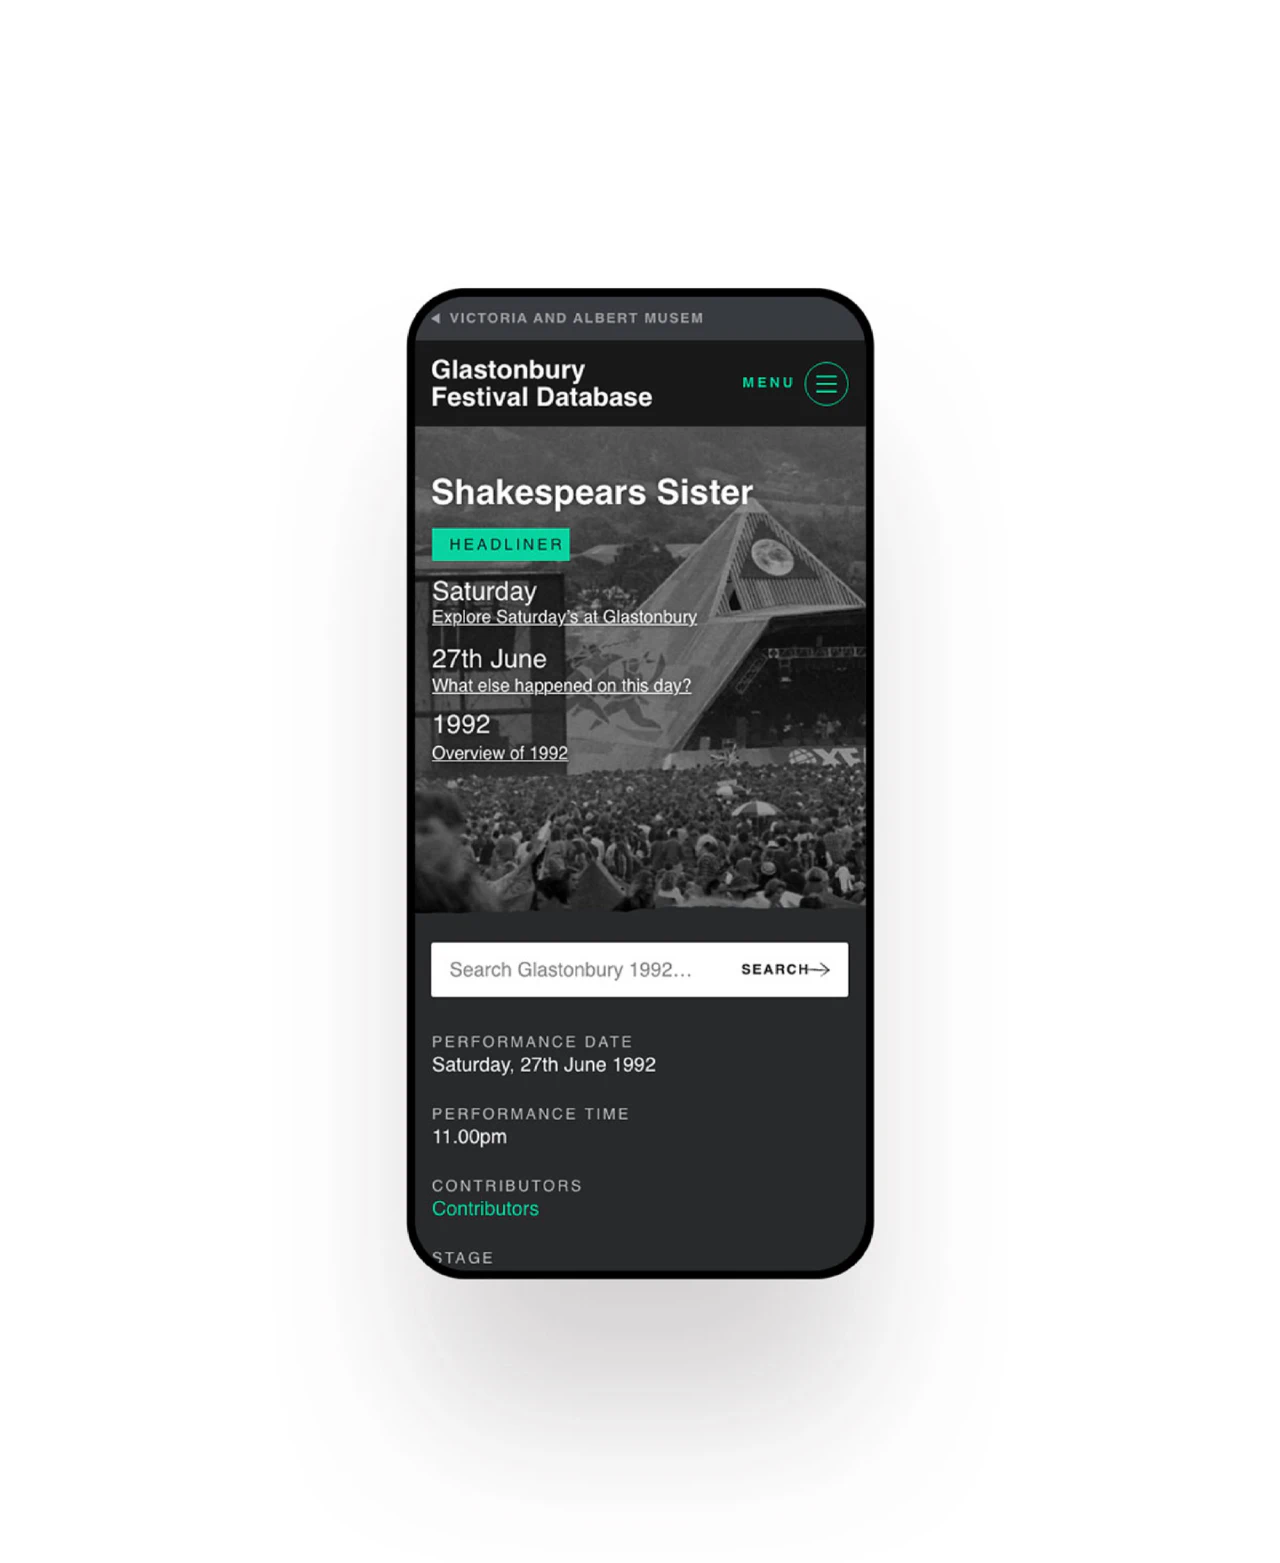 VICTORIA AND ALBERT MUSEM
Glastonbury
Festival Database
MENU
Shakespears Sister
HEADLINER
Saturday
Explore Saturday's at Glastonbury
27th June
What else happened on this day?
1992
Overview of 1992
Search Glastonbury 1992...
SEARCH
PERFORMANCE DATE
Saturday, 27th June 1992
PERFORMANCE TIME
11.00pm
CONTRIBUTORS
Contributors
STAGE